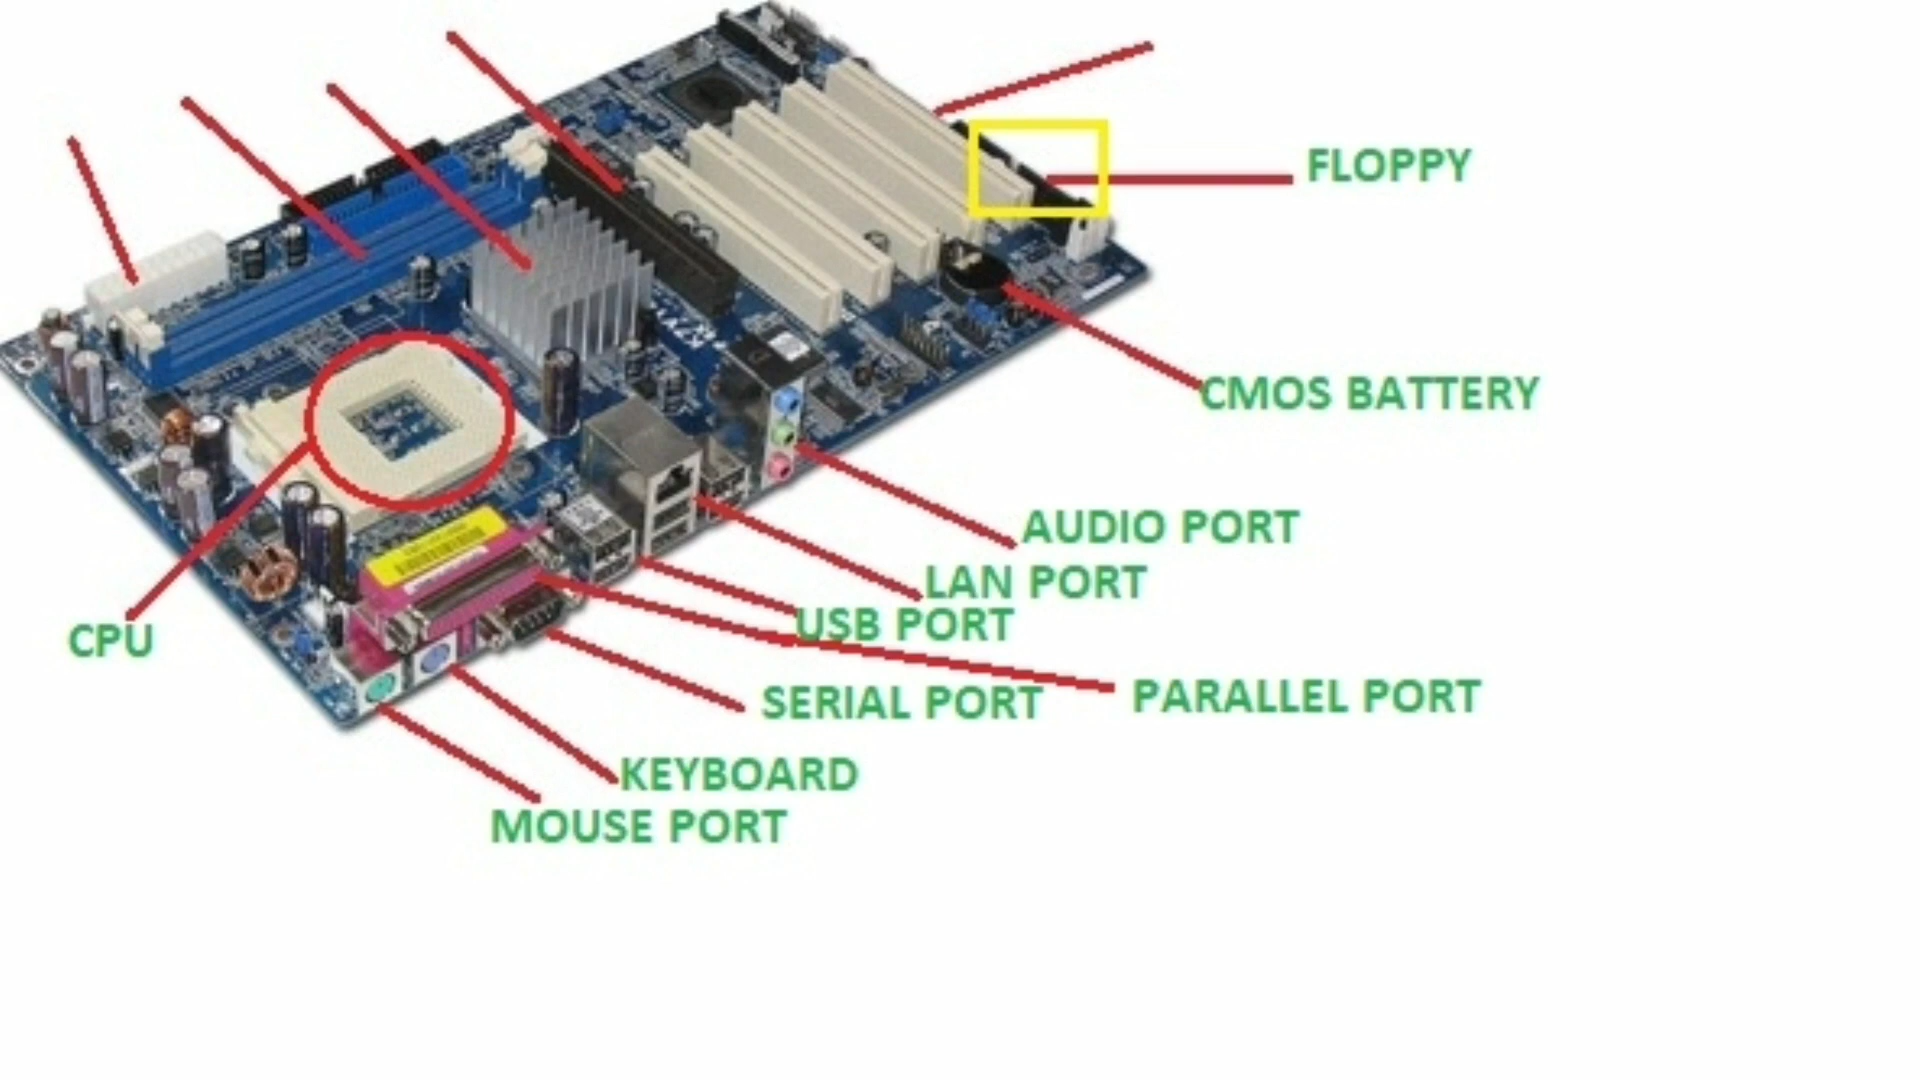 FLOPPY
CMOS BATTERY
AUDIO PORT
LAN PORT
USB PORT
CPU
SERIAL PORT
PARALLEL PORT
KEYBOARD
MOUSE PORT